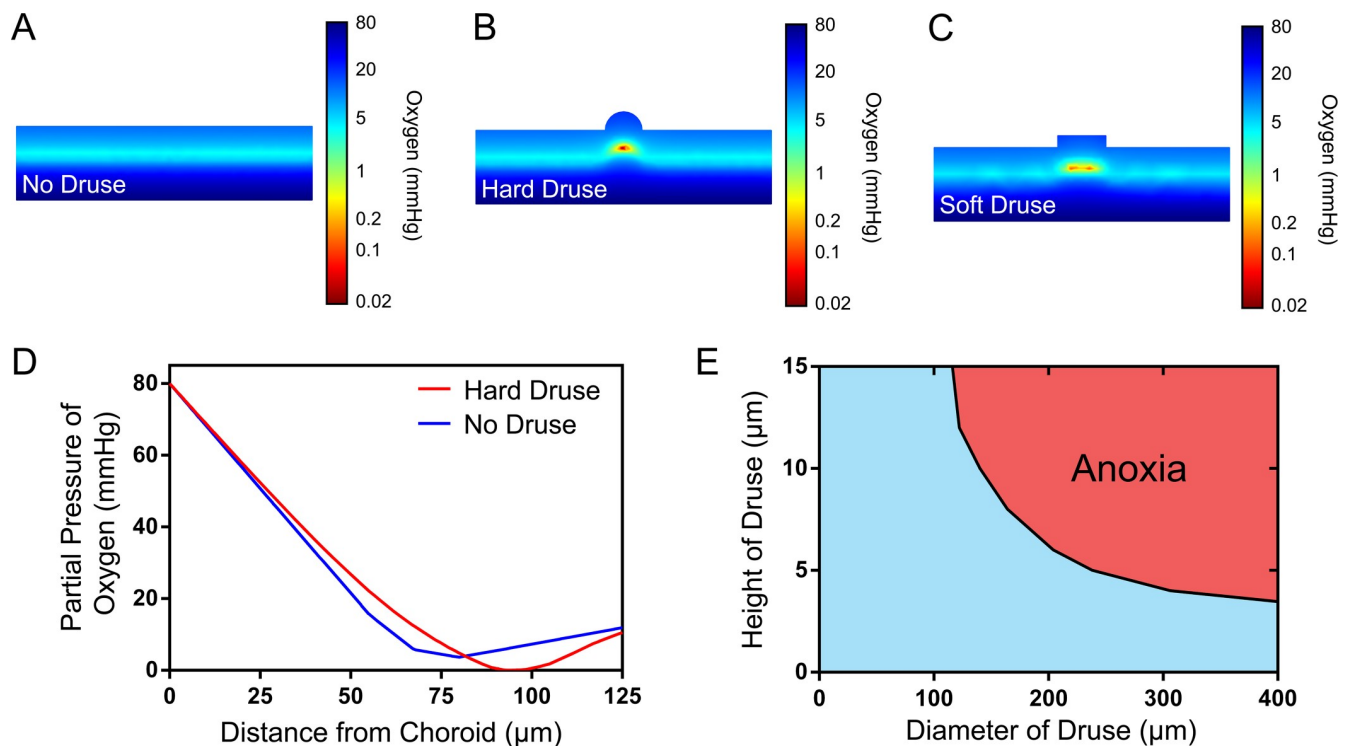 A
80
20
5
1
0.2
0.1
0.02
Oxygen (mmHg)
No Druse
B
80
20
5
1
0.2
0.1
0.02
Oxygen (mmHg)
Hard Druse
C
80
20
5
1
0.2
0.1
0.02
Oxygen (mmHg)
Soft Druse
D
Partial Pressure of
Oxygen (mmHg)
80
60
40
20
0
Hard Druse
No Druse
0
25
50
75
100
125
Distance from Choroid (µm)
E
Height of Druse (µm)
15
10
5
0
Anoxia
0
100
200
300
400
Diameter of Druse (µm)